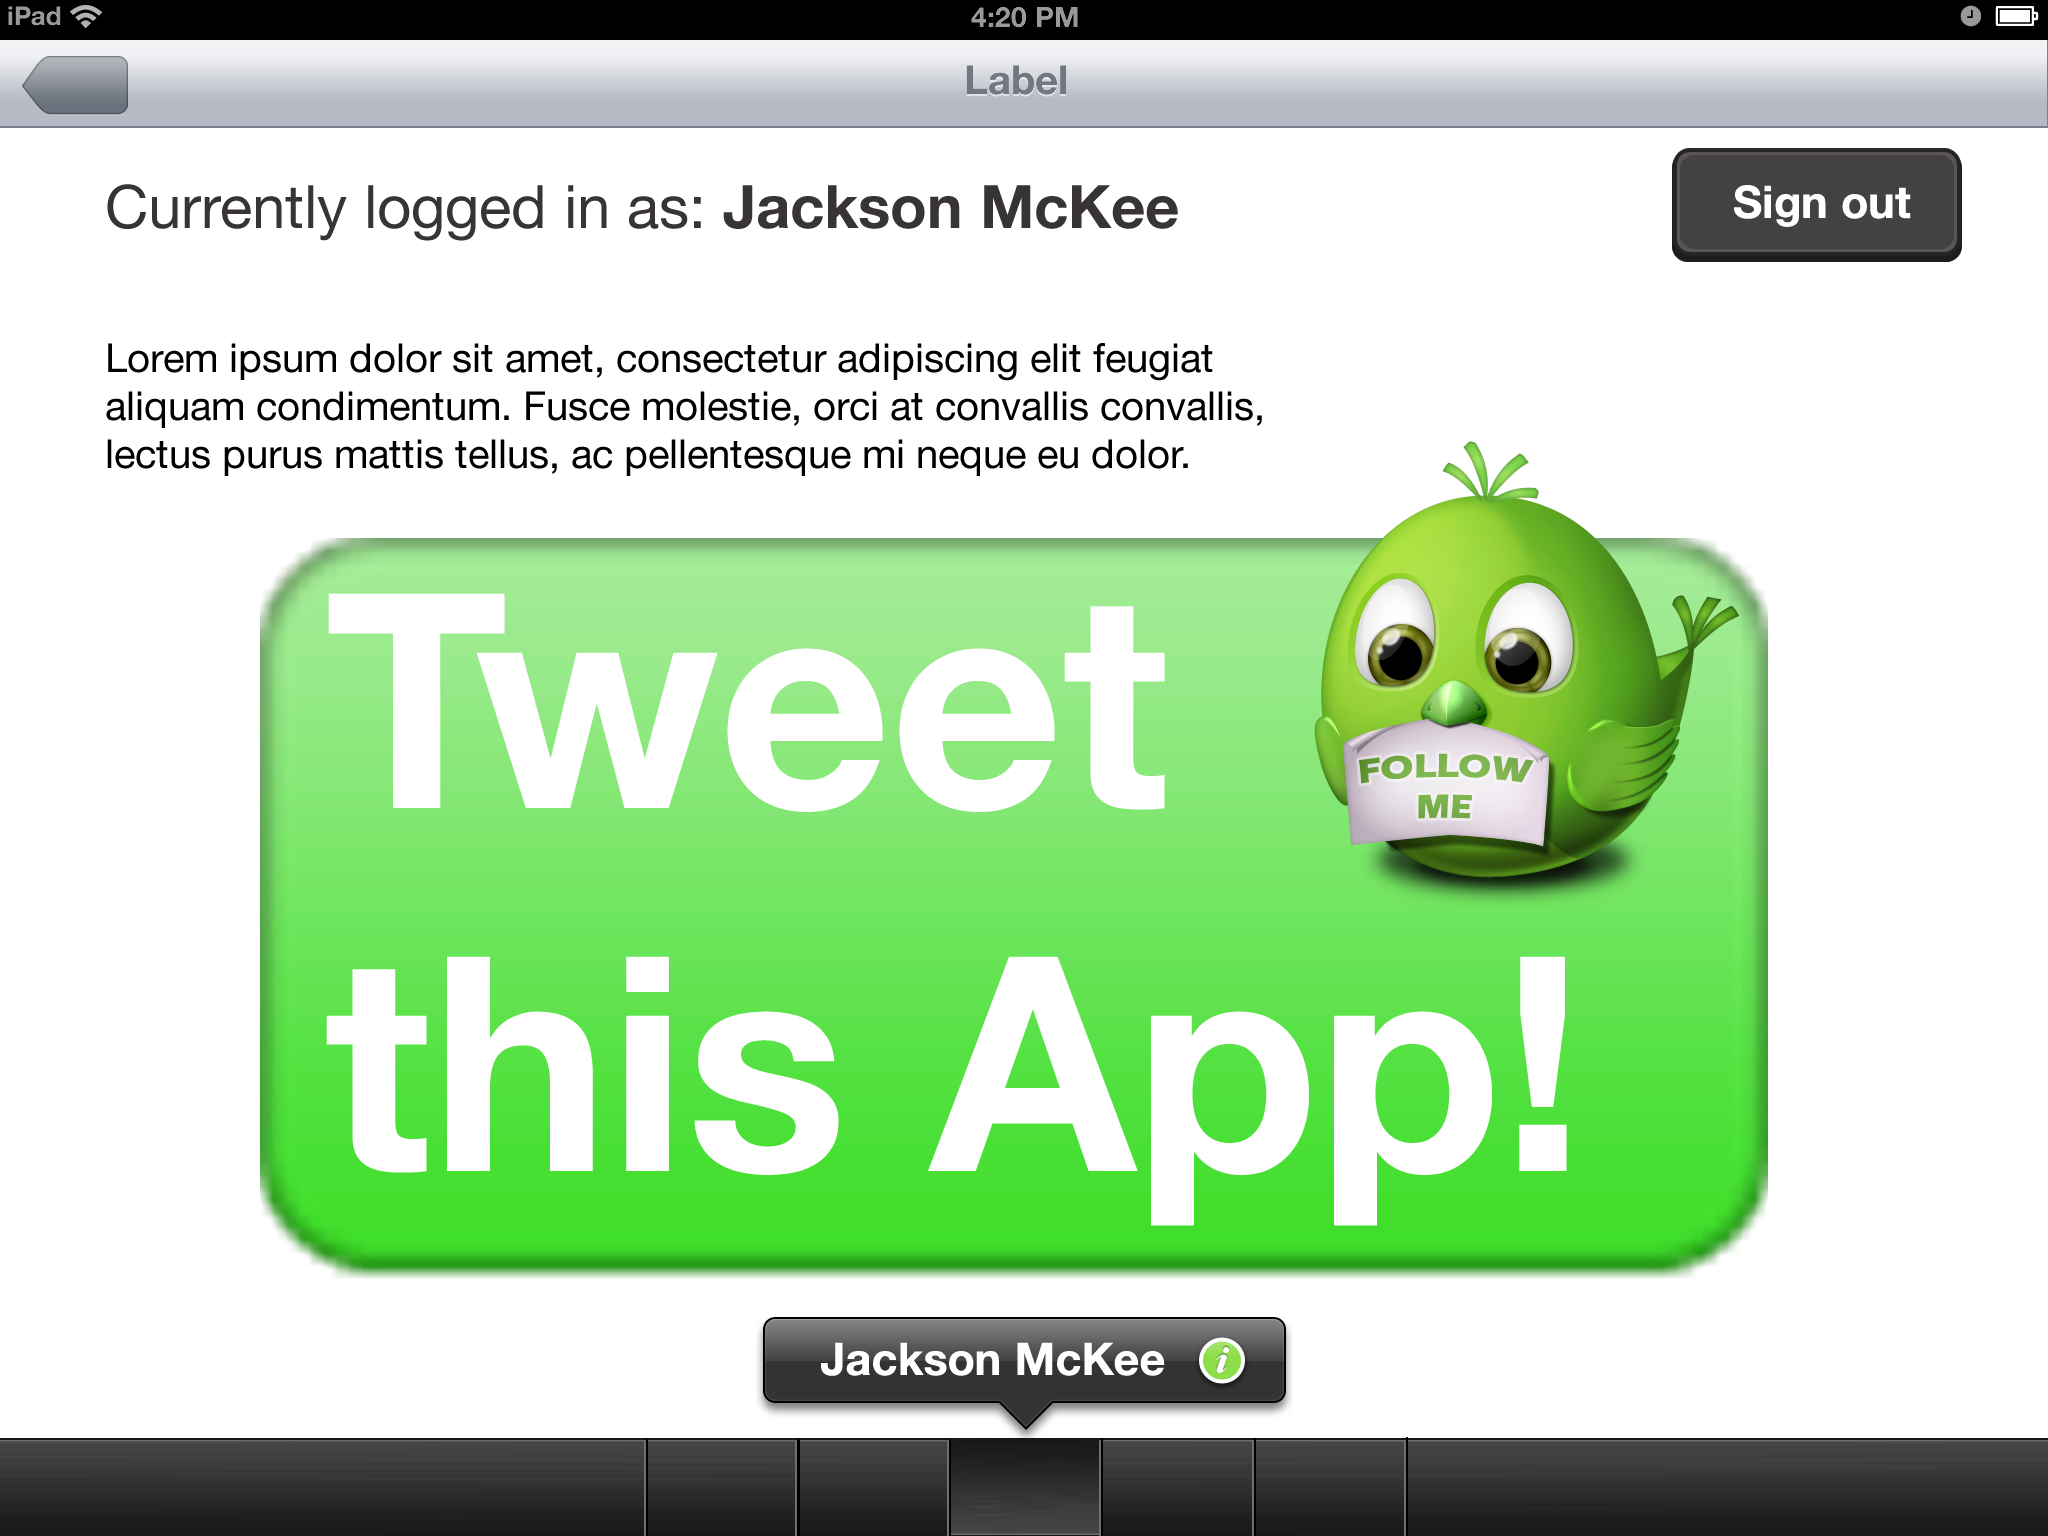 iPad
4:20 PM
Label
Currently logged in as: Jackson McKee
Sign out
Lorem ipsum dolor sit amet, consectetur adipiscing elit feugiat
aliquam condimentum. Fusce molestie, orci at convallis convallis,
lectus purus mattis tellus, ac pellentesque mi neque eu dolor.
Tweet
FOLLOW
ME
this App!
Jackson McKee i